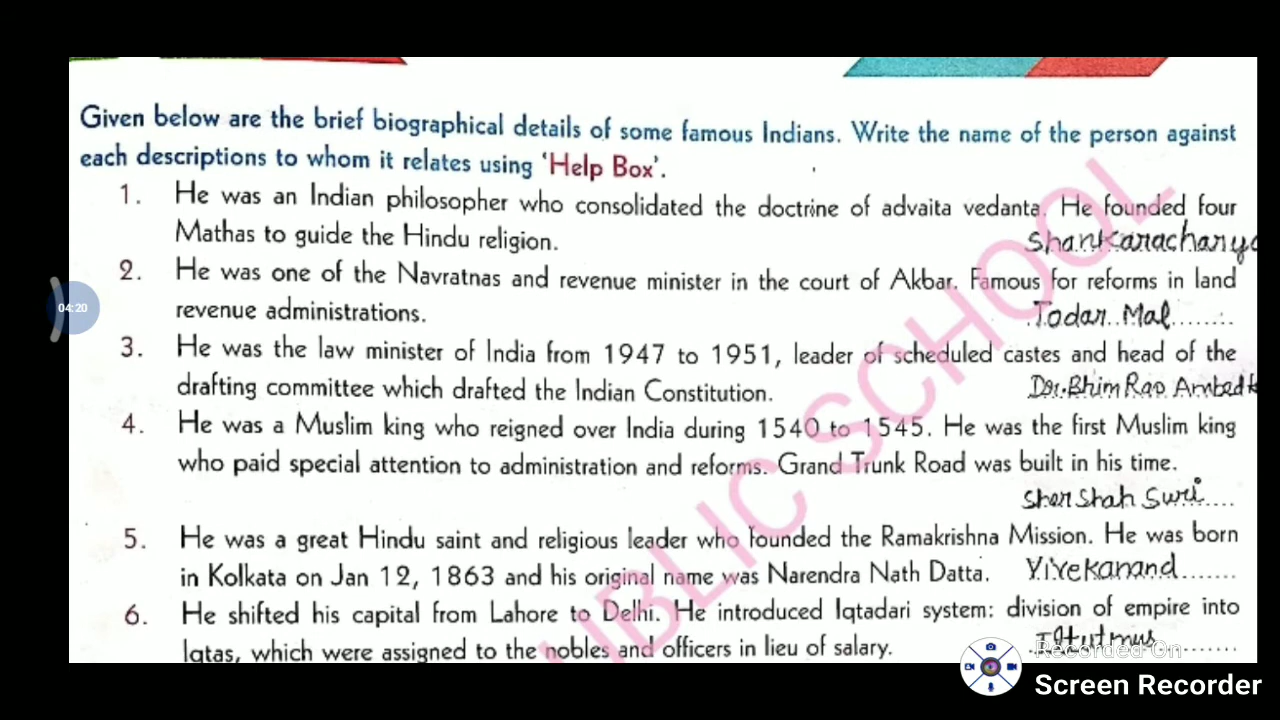 Given below are the brief biographical details of some famous Indians. Write the name of the person against
each descriptions to whom it relates using 'Help Box'.
1. He was an Indian philosopher who consolidated the doctrine of advaita vedanta. He founded four
Mathas to guide the Hindu religion. Shankaracharya
2. He was one of the Navratnas and revenue minister in the court of Akbar. Famous for reforms in land
revenue administrations. Todar Mal
3. He was the law minister of India from 1947 to 1951, leader of scheduled castes and head of the
drafting committee which drafted the Indian Constitution. Dr. Bhim Rao Ambedk
4. He was a Muslim king who reigned over India during 1540 to 1545. He was the first Muslim king
who paid special attention to administration and reforms. Grand Trunk Road was built in his time.
Sher Shah Suri
5. He was a great Hindu saint and religious leader who founded the Ramakrishna Mission. He was born
in Kolkata on Jan 12, 1863 and his original name was Narendra Nath Datta. Vivekanand
6. He shifted his capital from Lahore to Delhi. He introduced Iqtadari system: division of empire into
Iqtas, which were assigned to the nobles and officers in lieu of salary. Iltutmus
UBLIC SCHOOL
04:20
Recorded On
Screen Recorder